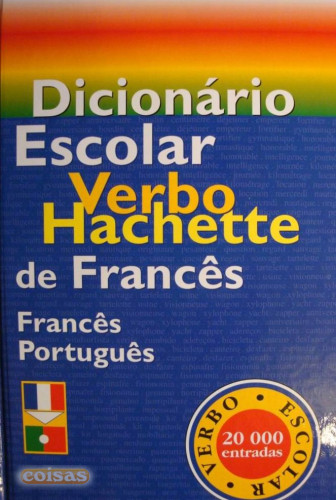 Dicionário
Escolar
Verbo
Hachette
de Francês
Francês
Português
VERBO • ESCOLAR •
20 000
entradas
coisas